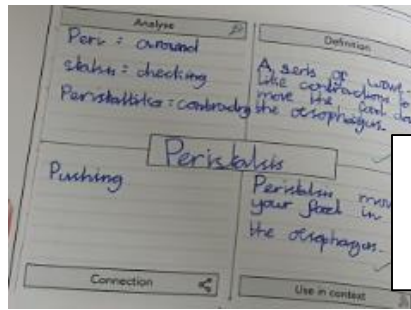 Analyse
Peri : around
stalsis : checking
Peristaltikos : contracting
Definition
A series of wave-
like contractions to
move the food down
the oesophagus.
Peristalsis
Pushing
Connection
Peristalsis
your food in
the oesophagus.
Use in context